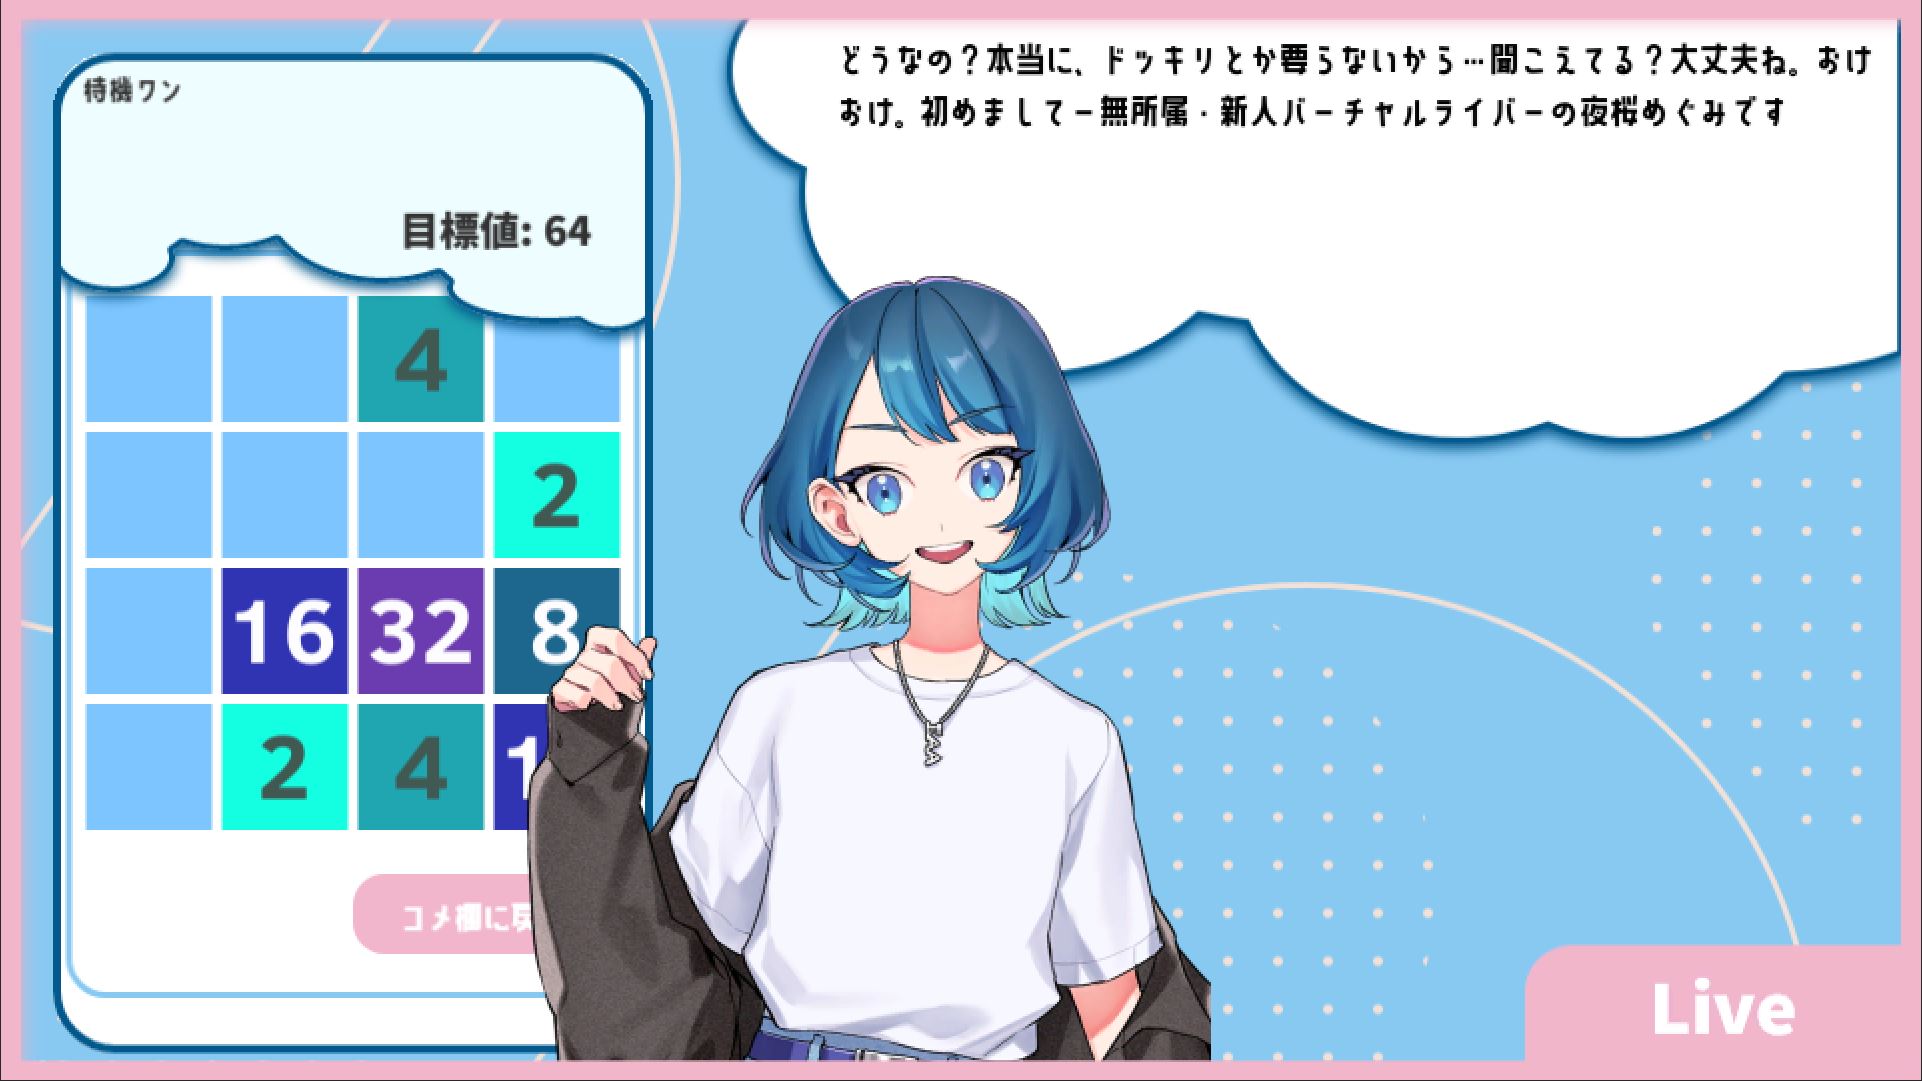 待機ワン
目標値: 64
4
2
16 32 8
2 4
コメ欄に
どうなの？本当に、ドッキリとか要らないから…聞こえてる？大丈夫ね。おけ
おけ。初めましてー無所属・新人バーチャルライバーの夜桜めぐみです
Live